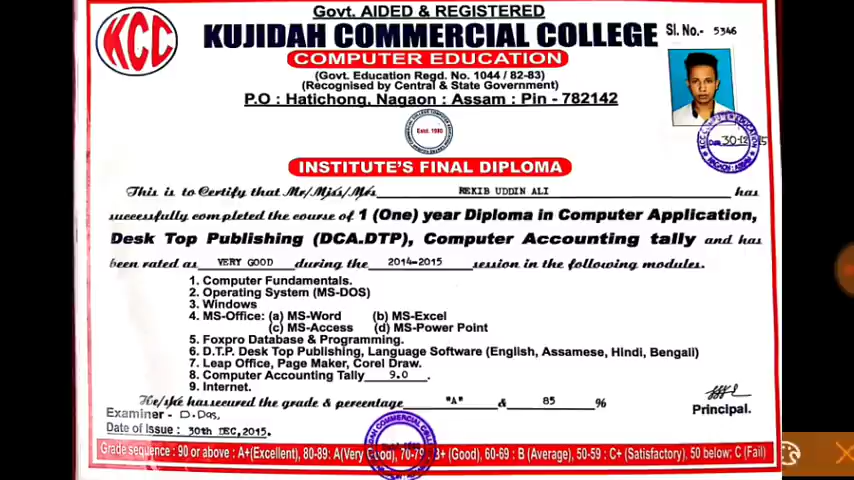 KCC
Govt. AIDED & REGISTERED
KUJIDAH COMMERCIAL COLLEGE
Sl. No.- 5346
COMPUTER EDUCATION
(Govt. Education Regd. No. 1044 / 82-83)
(Recognised by Central & State Government)
P.O : Hatichong, Nagaon : Assam : Pin - 782142
Estd. 1980
30-12-15
INSTITUTE'S FINAL DIPLOMA
This is to Certify that Mr/Miss/Mrs REKIB UDDIN ALI has
successfully completed the course of 1 (One) year Diploma in Computer Application,
Desk Top Publishing (DCA.DTP), Computer Accounting tally and has
been rated as VERY GOOD during the 2014-2015 session in the following modules.
1. Computer Fundamentals.
2. Operating System (MS-DOS)
3. Windows
4. MS-Office: (a) MS-Word (b) MS-Excel
(c) MS-Access (d) MS-Power Point
5. Foxpro Database & Programming.
6. D.T.P. Desk Top Publishing, Language Software (English, Assamese, Hindi, Bengali)
7. Leap Office, Page Maker, Corel Draw.
8. Computer Accounting Tally 9.0.
9. Internet.
He/she has secured the grade & percentage "A" & 85 %
Examiner - D. Das,
Principal.
Date of Issue : 30th DEC, 2015.
Grade sequence : 90 or above : A+(Excellent), 80-89: A(Very Good), 70-79 B+ (Good), 60-69 : B (Average), 50-59 : C+ (Satisfactory), 50 below: C (Fail)